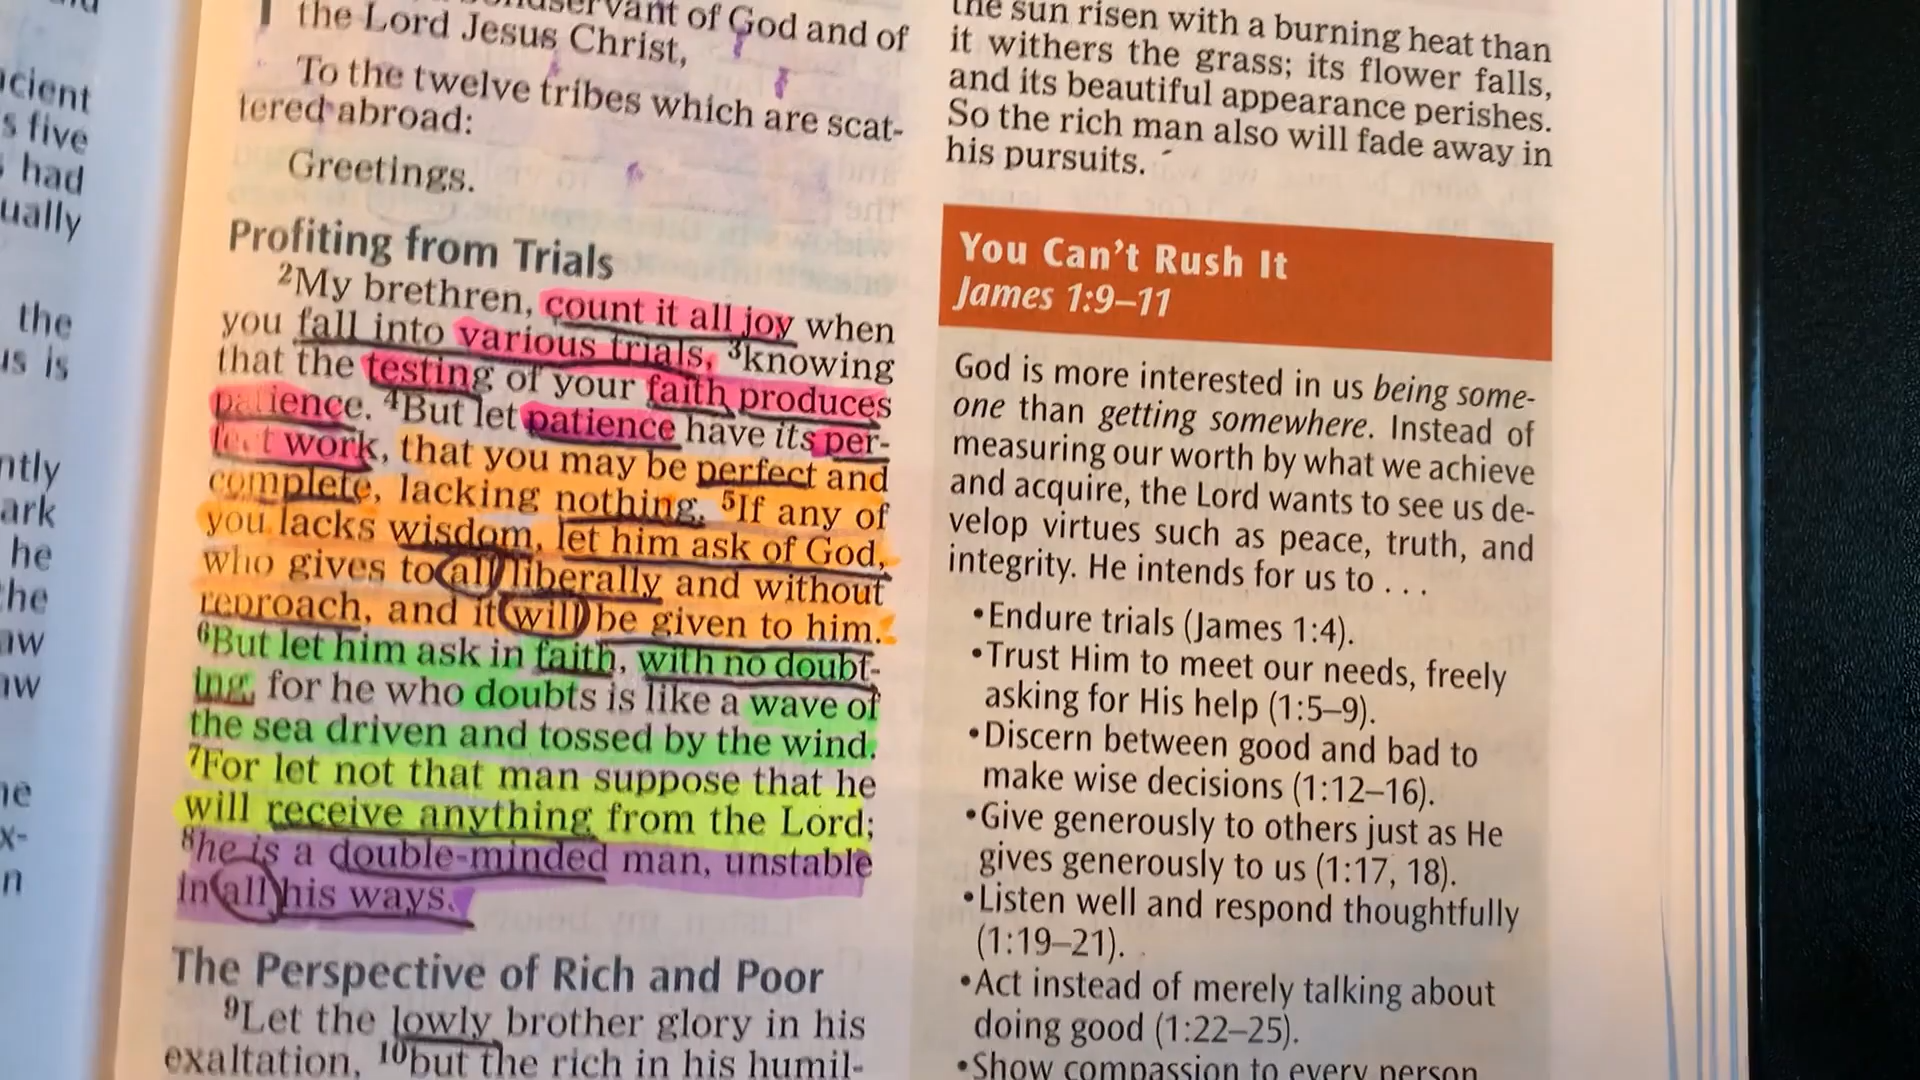 cient
s five
had
ually
the
us is
ntly
ark
he
he
aw
aw
ne
x-
n
servant of God and of
the Lord Jesus Christ,
To the twelve tribes which are scat-
tered abroad:
Greetings.
Profiting from Trials
2My brethren, count it all joy when
you fall into various trials, 3knowing
that the testing of your faith produces
patience. 4But let patience have its per-
fect work, that you may be perfect and
complete, lacking nothing. 5If any of
you lacks wisdom, let him ask of God,
who gives to all liberally and without
reproach, and it will be given to him.
6But let him ask in faith, with no doubt-
ing, for he who doubts is like a wave of
the sea driven and tossed by the wind.
7For let not that man suppose that he
will receive anything from the Lord;
8he is a double-minded man, unstable
in all his ways.
The Perspective of Rich and Poor
9Let the lowly brother glory in his
exaltation, 10but the rich in his humil-
the sun risen with a burning heat than
it withers the grass; its flower falls,
and its beautiful appearance perishes.
So the rich man also will fade away in
his pursuits.
You Can't Rush It
James 1:9–11
God is more interested in us being some-
one than getting somewhere. Instead of
measuring our worth by what we achieve
and acquire, the Lord wants to see us de-
velop virtues such as peace, truth, and
integrity. He intends for us to . . .
•Endure trials (James 1:4).
•Trust Him to meet our needs, freely
asking for His help (1:5–9).
•Discern between good and bad to
make wise decisions (1:12–16).
•Give generously to others just as He
gives generously to us (1:17, 18).
•Listen well and respond thoughtfully
(1:19–21).
•Act instead of merely talking about
doing good (1:22–25).
•Show compassion to every person